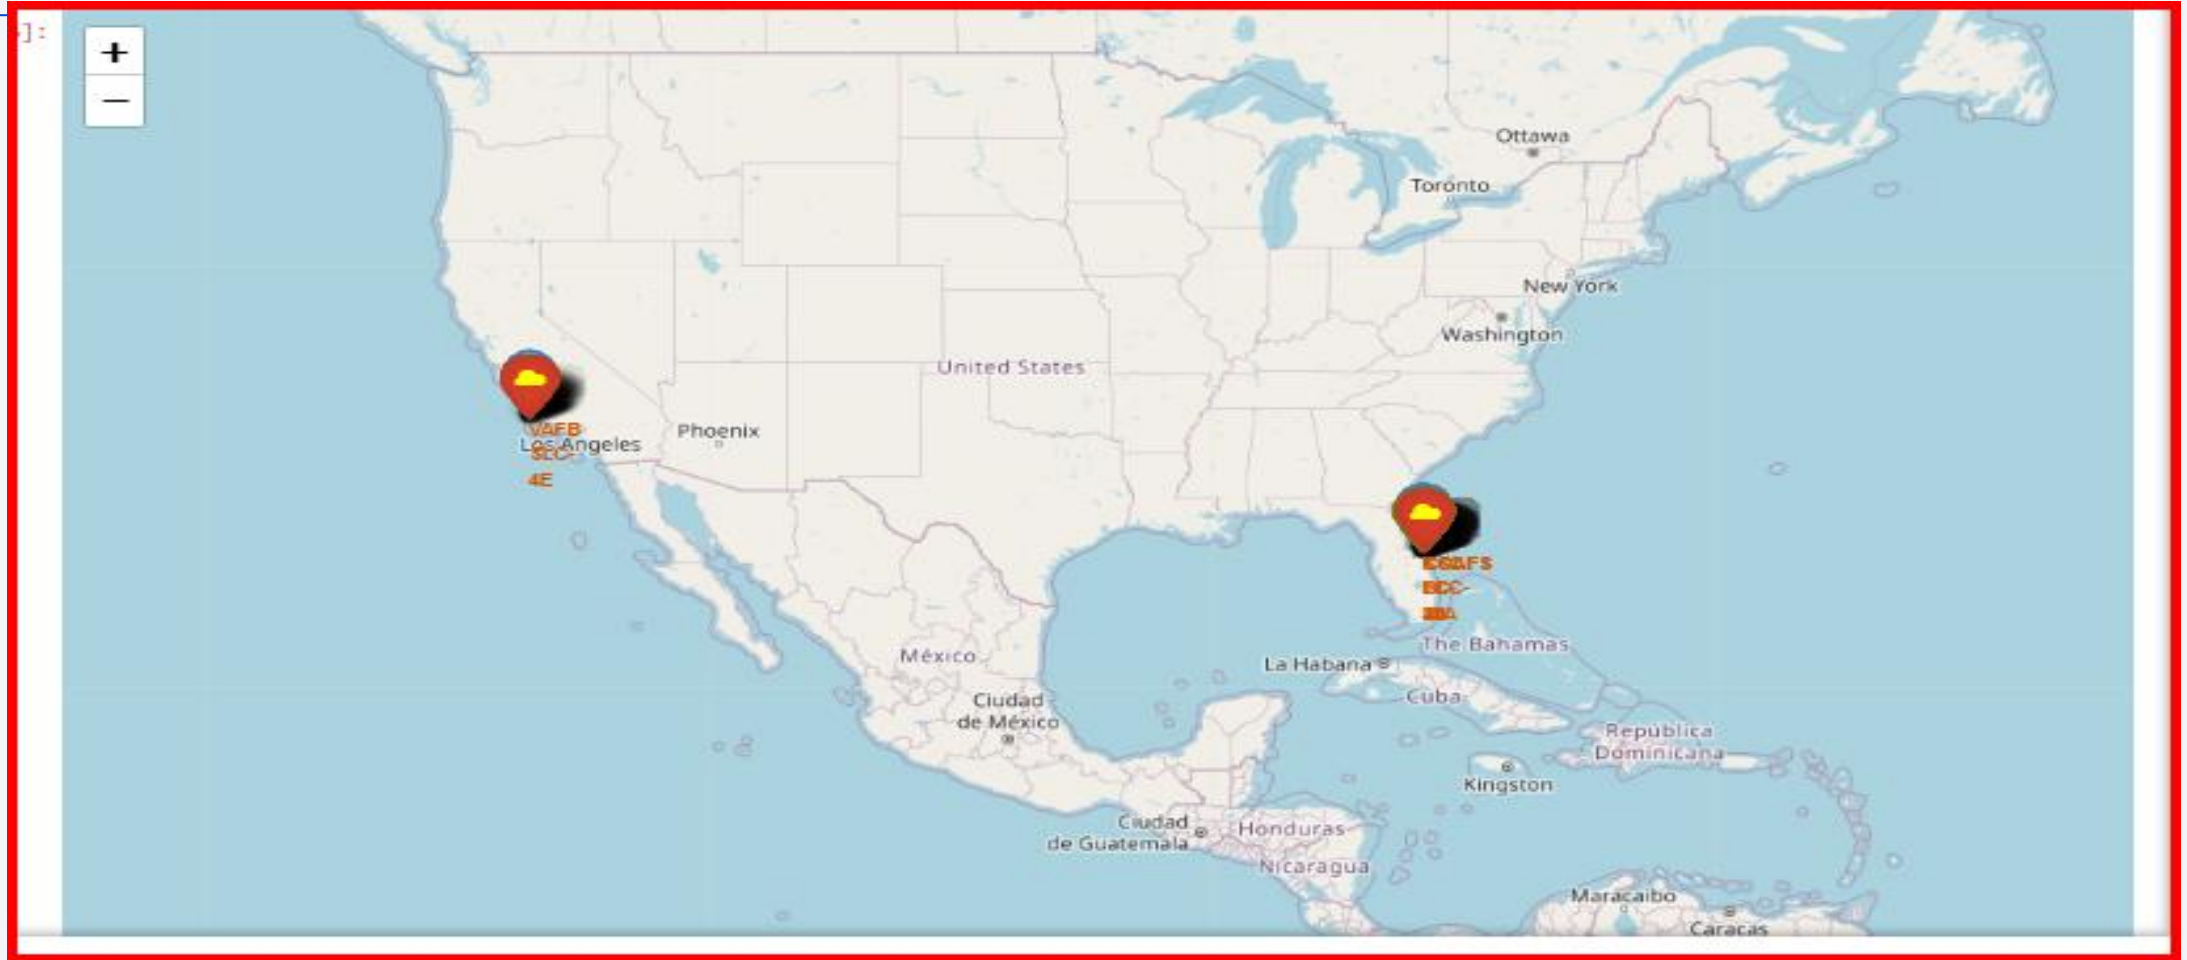 ]:
+
−
Ottawa
Toronto
New York
Washington
United States
VAFB
Los Angeles
SLC-
4E
Phoenix
The Bahamas
La Habana
México
Cuba
Ciudad
de México
República
Dominicana
Kingston
Ciudad
de Guatemala
Honduras
Nicaragua
Maracaibo
Caracas